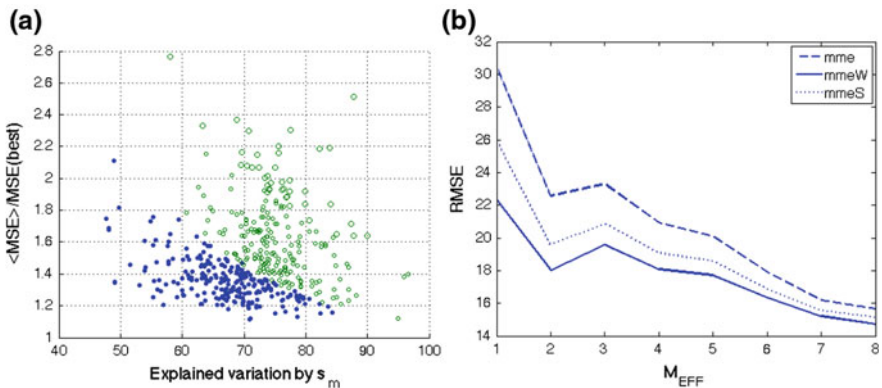 (a)
2.8
2.6
2.4
2.2
2
1.8
1.6
1.4
1.2
1
<MSE>/MSE(best)
40 50 60 70 80 90 100
Explained variation by s_m
(b)
32
30
28
26
24
22
20
18
16
14
RMSE
mme
mmeW
mmeS
1 2 3 4 5 6 7 8
M_EFF